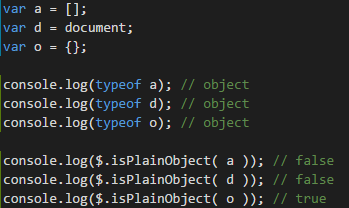 var a = [];
var d = document;
var o = {};
console.log(typeof a); // object
console.log(typeof d); // object
console.log(typeof o); // object
console.log($.isPlainObject( a )); // false
console.log($.isPlainObject( d )); // false
console.log($.isPlainObject( o )); // true